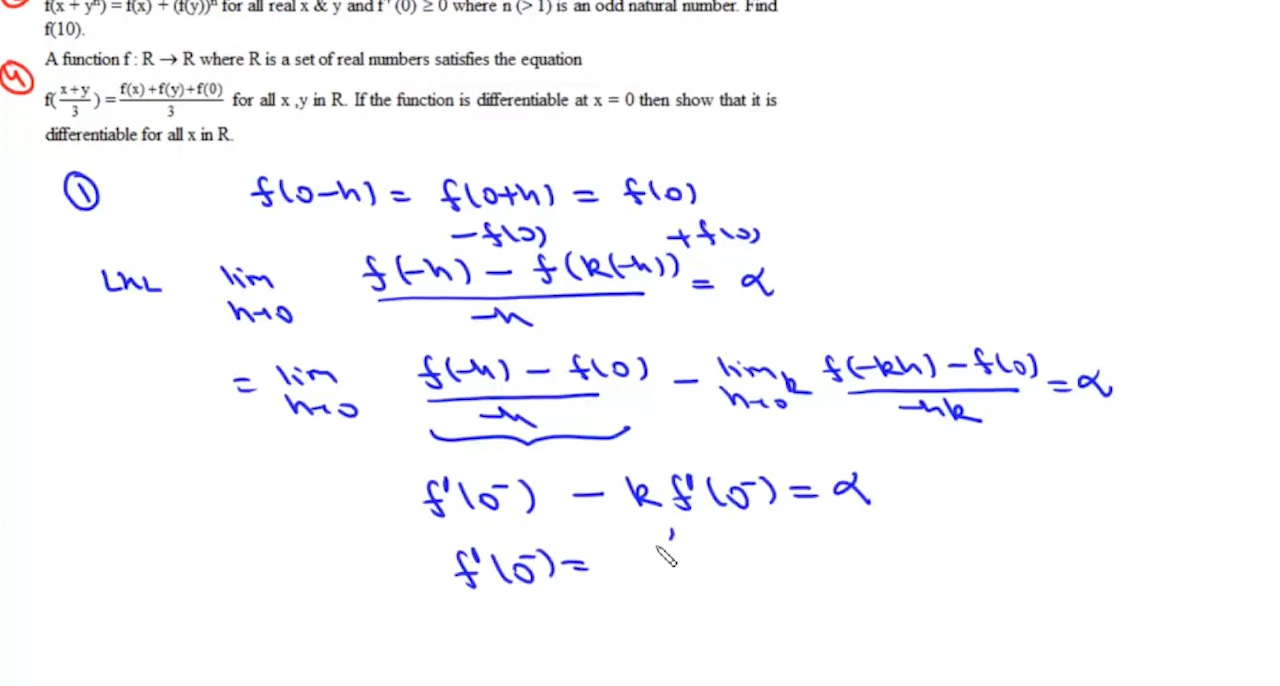 f(x + yⁿ) = f(x) + (f(y))ⁿ for all real x & y and f ' (0) ≥ 0 where n (> 1) is an odd natural number. Find
f(10).
4
A function f : R → R where R is a set of real numbers satisfies the equation
f((x+y)/3) = (f(x)+f(y)+f(0))/3 for all x ,y in R. If the function is differentiable at x = 0 then show that it is
differentiable for all x in R.
① f(0-h) = f(0+h) = f(0)
-f(0) +f(0)
LHL lim h→0 (f(-h) - f(k(-h)))/(-h) = α
= lim h→0 (f(-h) - f(0))/(-h) - lim h→0 k (f(-kh) - f(0))/(-hk) = α
f'(0⁻) - k f'(0⁻) = α
f'(0⁻) =